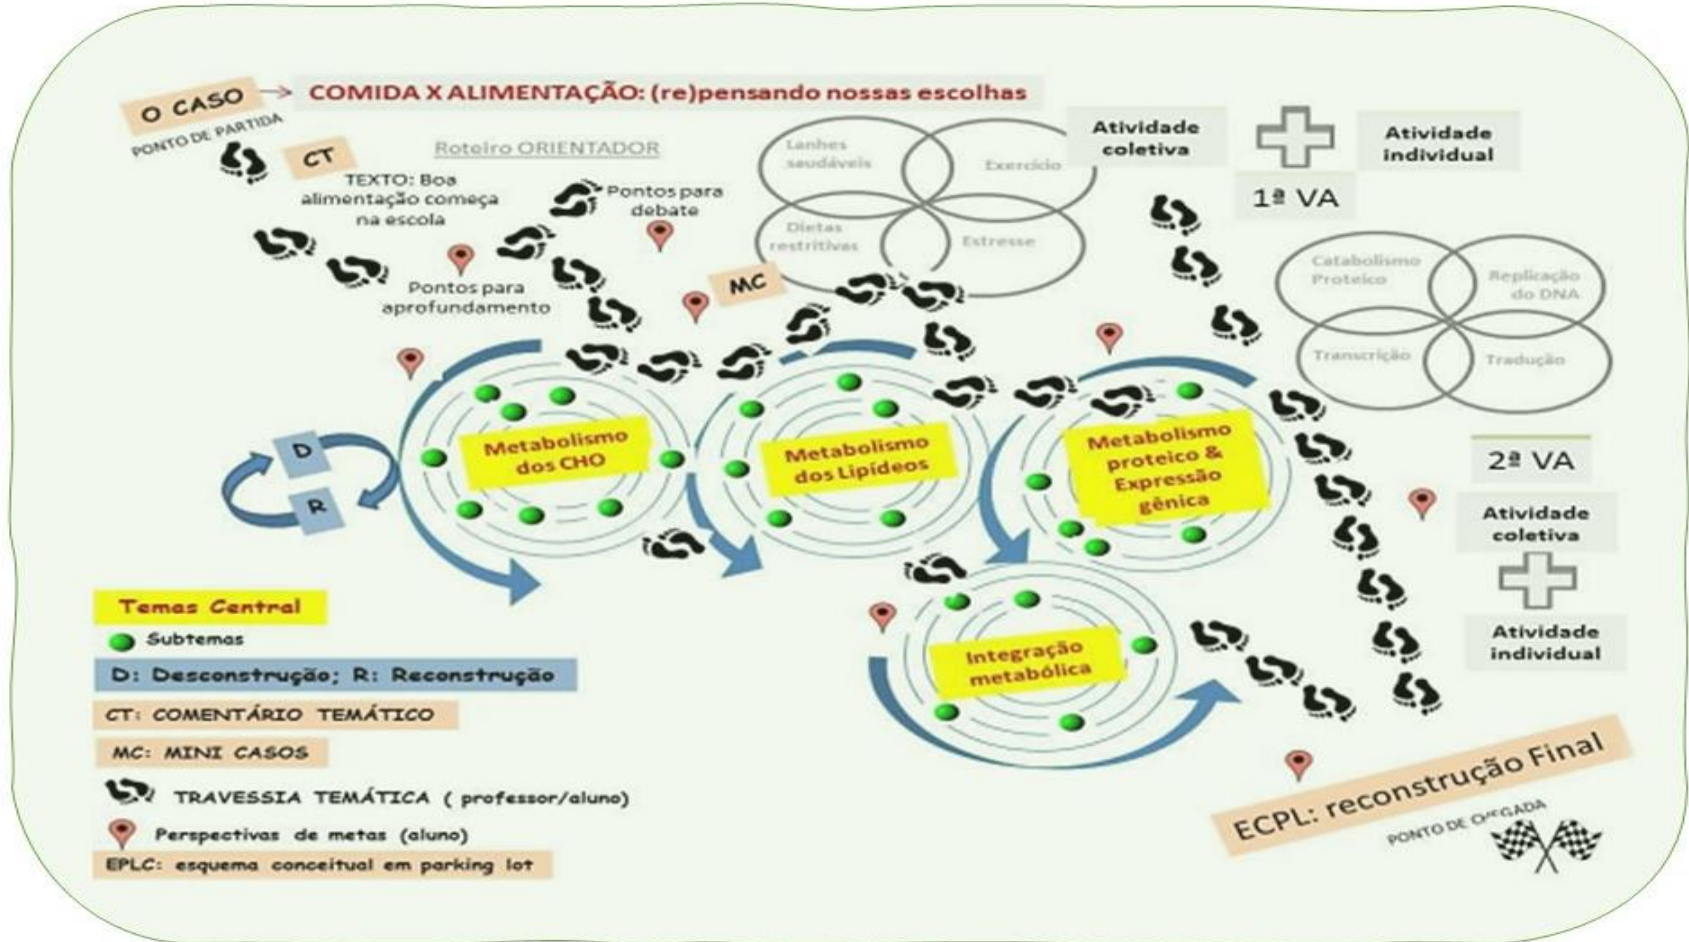 O CASO
COMIDA X ALIMENTAÇÃO: (re)pensando nossas escolhas
PONTO DE PARTIDA
CT
Roteiro ORIENTADOR
TEXTO: Boa
alimentação começa
na escola
Pontos para
debate
Pontos para
aprofundamento
MC
Lanhes
saudáveis
Exercício
Dietas
restritivas
Estresse
Atividade
coletiva
Atividade
individual
1ª VA
Catabolismo
Proteico
Replicação
do DNA
Transcrição
Tradução
D
R
Metabolismo
dos CHO
Metabolismo
dos Lipídeos
Metabolismo
proteico &
Expressão
gênica
2ª VA
Atividade
coletiva
Atividade
individual
Integração
metabólica
Temas Central
Subtemas
D: Desconstrução; R: Reconstrução
CT: COMENTÁRIO TEMÁTICO
MC: MINI CASOS
TRAVESSIA TEMÁTICA ( professor/aluno)
Perspectivas de metas (aluno)
EPLC: esquema conceitual em parking lot
ECPL: reconstrução Final
PONTO DE CHEGADA